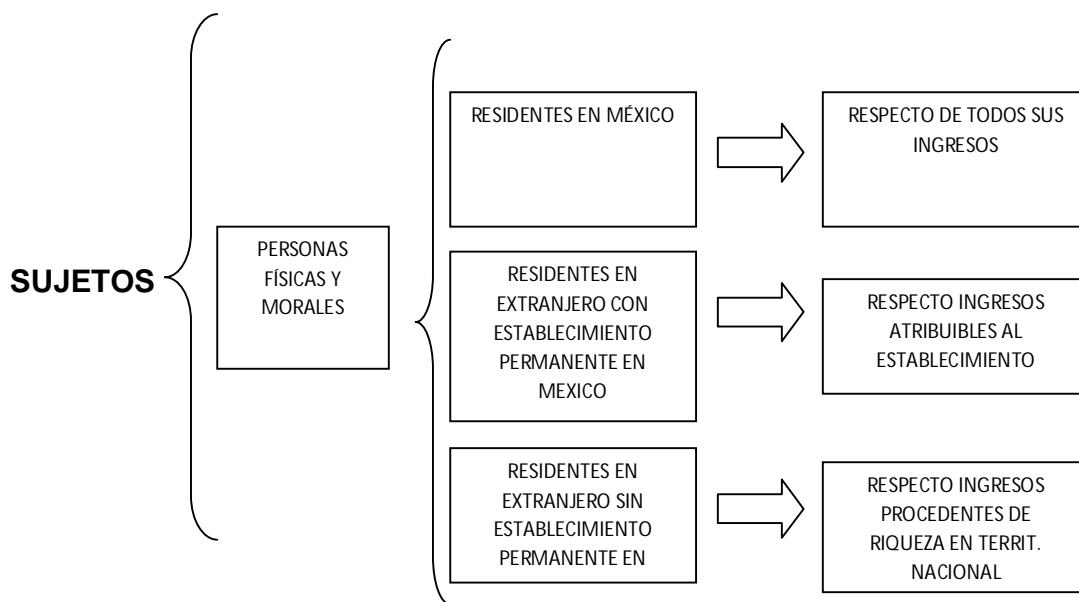 SUJETOS
PERSONAS
FÍSICAS Y
MORALES
RESIDENTES EN MÉXICO
RESPECTO DE TODOS SUS
INGRESOS
RESIDENTES EN
EXTRANJERO CON
ESTABLECIMIENTO
PERMANENTE EN
MEXICO
RESPECTO INGRESOS
ATRIBUIBLES AL
ESTABLECIMIENTO
RESIDENTES EN
EXTRANJERO SIN
ESTABLECIMIENTO
PERMANENTE EN
RESPECTO INGRESOS
PROCEDENTES DE
RIQUEZA EN TERRIT.
NACIONAL